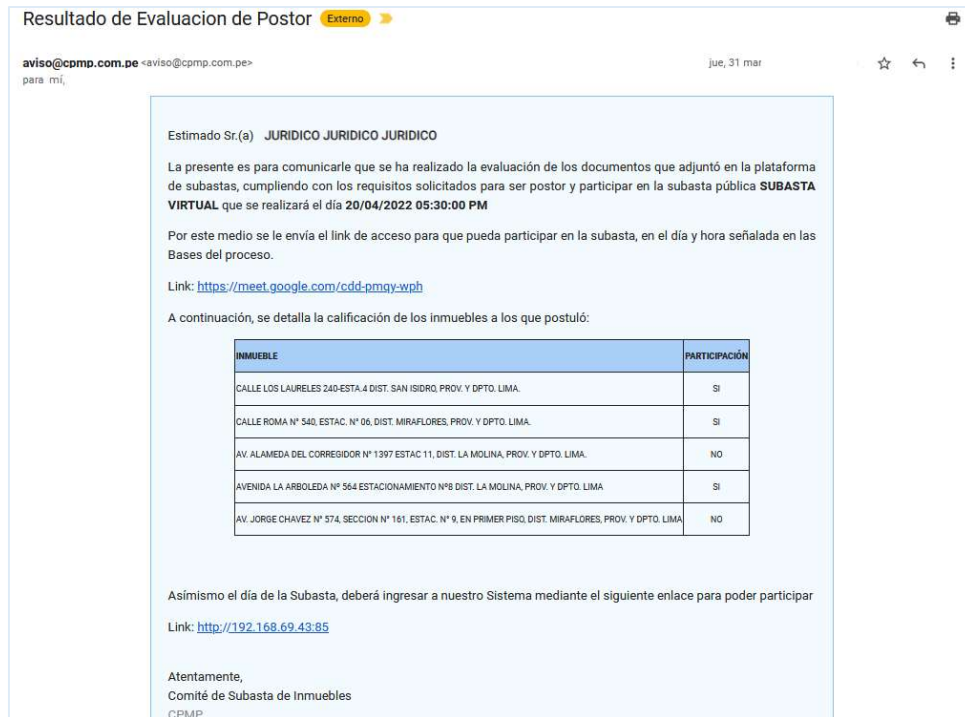 Resultado de Evaluacion de Postor Externo
aviso@cpmp.com.pe <aviso@cpmp.com.pe> jue, 31 mar
para mí,
Estimado Sr.(a) JURIDICO JURIDICO JURIDICO
La presente es para comunicarle que se ha realizado la evaluación de los documentos que adjuntó en la plataforma
de subastas, cumpliendo con los requisitos solicitados para ser postor y participar en la subasta pública SUBASTA
VIRTUAL que se realizará el día 20/04/2022 05:30:00 PM
Por este medio se le envía el link de acceso para que pueda participar en la subasta, en el día y hora señalada en las
Bases del proceso.
Link: https://meet.google.com/cdd-pmqy-wph
A continuación, se detalla la calificación de los inmuebles a los que postuló:
INMUEBLE PARTICIPACIÓN
CALLE LOS LAURELES 240-ESTA.4 DIST. SAN ISIDRO, PROV. Y DPTO. LIMA. SI
CALLE ROMA N° 540, ESTAC. N° 06, DIST. MIRAFLORES, PROV. Y DPTO. LIMA. SI
AV. ALAMEDA DEL CORREGIDOR N° 1397 ESTAC 11, DIST. LA MOLINA, PROV. Y DPTO. LIMA. NO
AVENIDA LA ARBOLEDA Nº 564 ESTACIONAMIENTO Nº8 DIST. LA MOLINA, PROV. Y DPTO. LIMA SI
AV. JORGE CHAVEZ N° 574, SECCION N° 161, ESTAC. N° 9, EN PRIMER PISO, DIST. MIRAFLORES, PROV. Y DPTO. LIMA NO
Asímismo el día de la Subasta, deberá ingresar a nuestro Sistema mediante el siguiente enlace para poder participar
Link: http://192.168.69.43:85
Atentamente,
Comité de Subasta de Inmuebles
CPMP